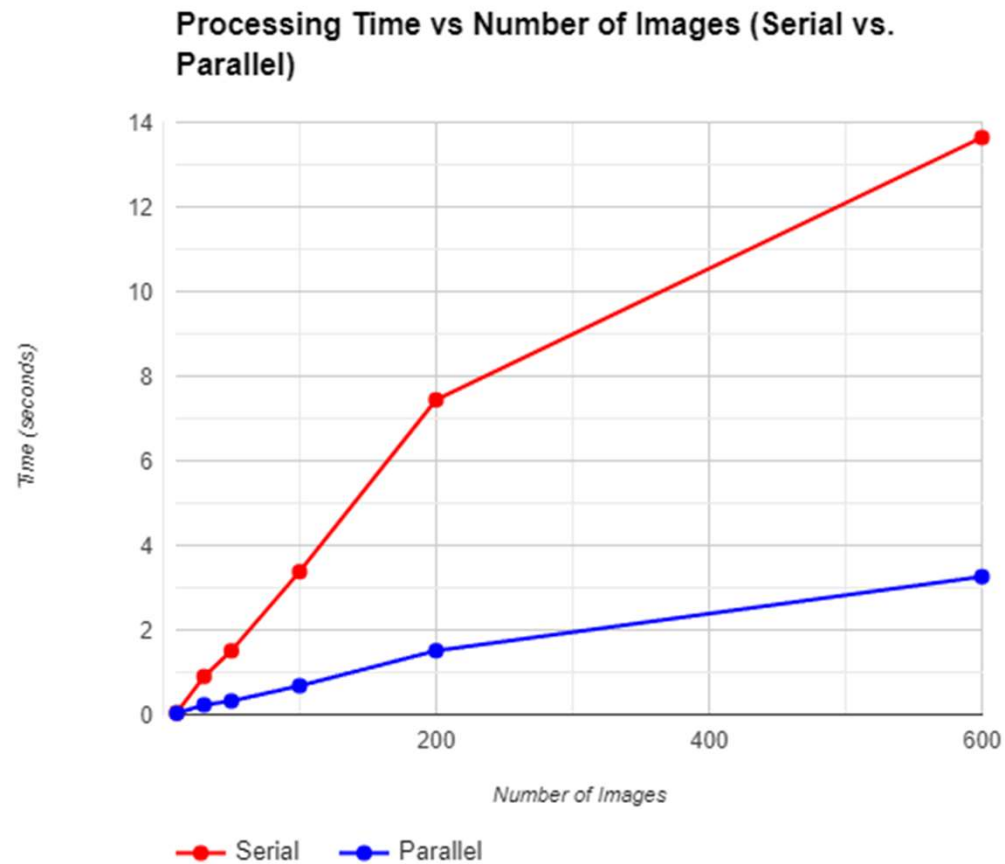 Processing Time vs Number of Images (Serial vs.
Parallel)
14
12
10
8
6
4
2
0
Time (seconds)
200
400
600
Number of Images
Serial
Parallel